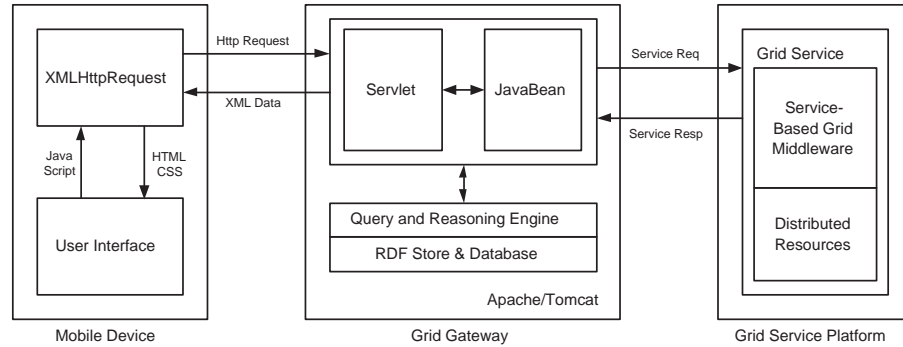 XMLHttpRequest
Java
Script
HTML
CSS
User Interface
Mobile Device
Http Request
XML Data
Servlet
JavaBean
Query and Reasoning Engine
RDF Store & Database
Apache/Tomcat
Grid Gateway
Service Req
Service Resp
Grid Service
Service-
Based Grid
Middleware
Distributed
Resources
Grid Service Platform